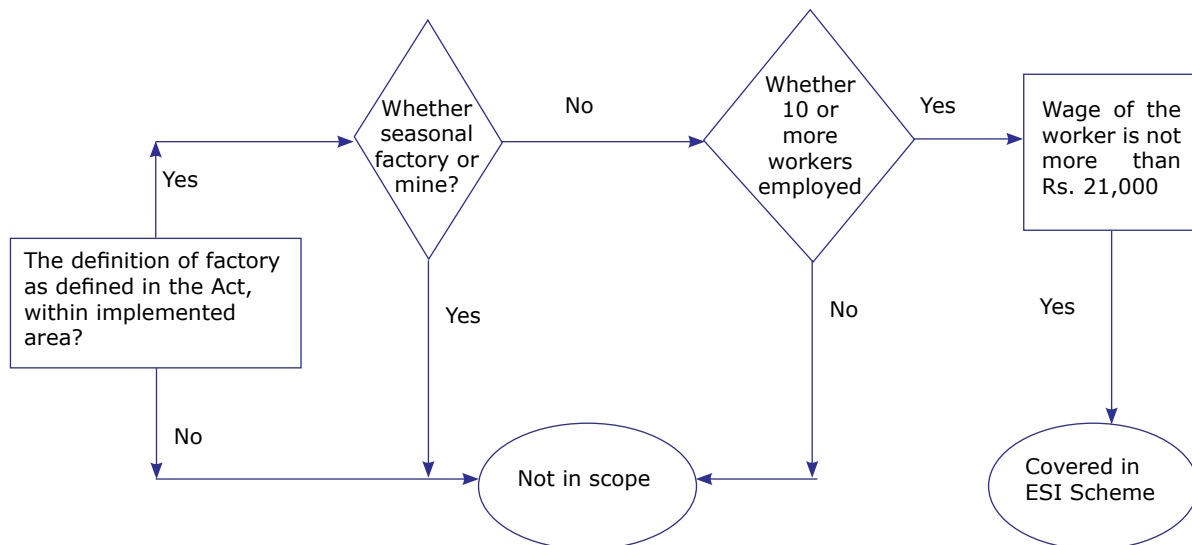 The definition of factory
as defined in the Act,
within implemented
area?
Yes
No
Whether
seasonal
factory or
mine?
No
Yes
Whether
10 or
more
workers
employed
Yes
No
Wage of the
worker is not
more than
Rs. 21,000
Yes
Not in scope
Covered in
ESI Scheme